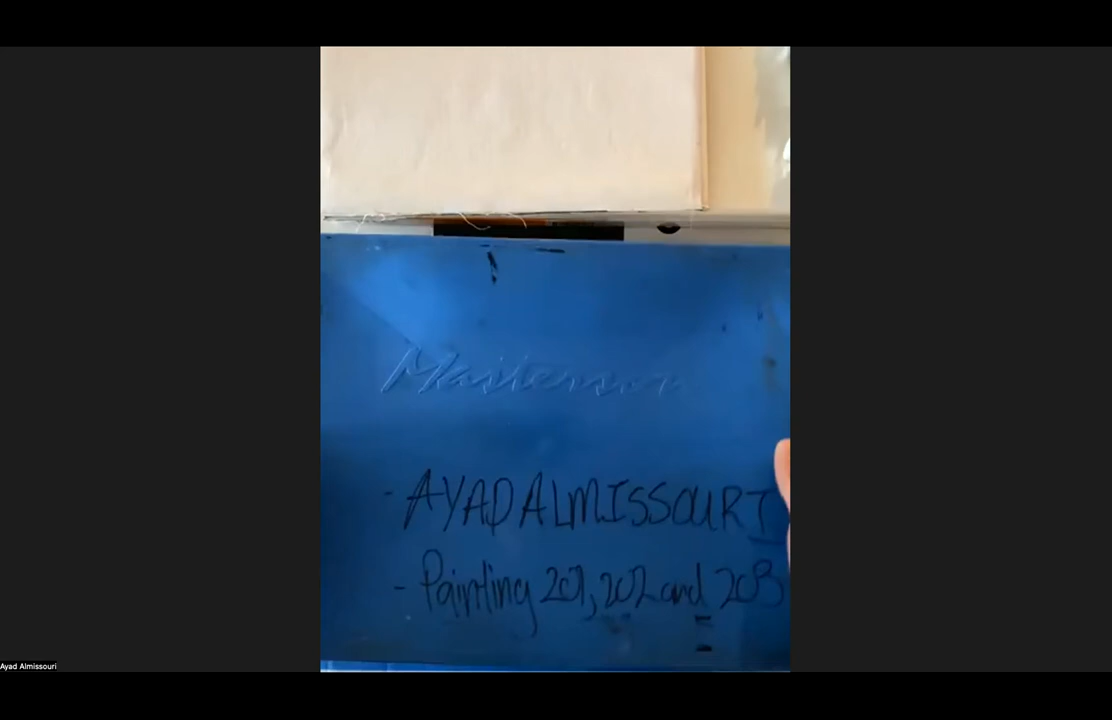 Masterson
- AYAD ALMISSOURI
- Painting 201, 202 and 203
Ayad Almissouri